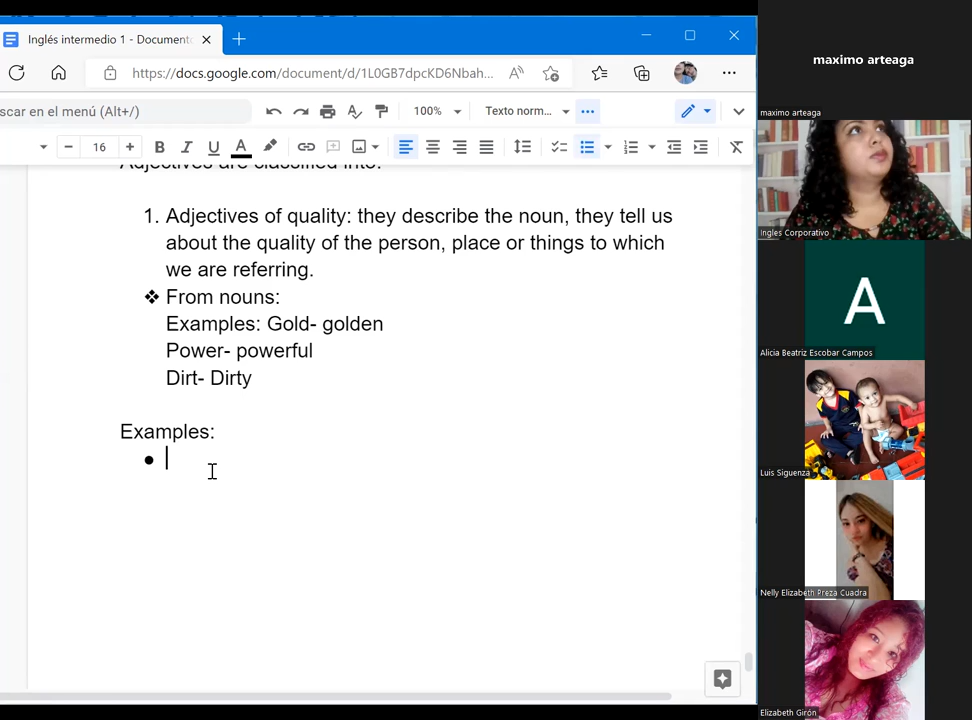 Inglés intermedio 1 - Documento
https://docs.google.com/document/d/1L0GB7dpcKD6Nbah...
scar en el menú (Alt+/)
100%
Texto norm...
16
Adjectives are classified into:
1. Adjectives of quality: they describe the noun, they tell us
about the quality of the person, place or things to which
we are referring.
❖ From nouns:
Examples: Gold- golden
Power- powerful
Dirt- Dirty
Examples:
●
maximo arteaga
maximo arteaga
Ingles Corporativo
A
Alicia Beatriz Escobar Campos
Luis Siguenza
Nelly Elizabeth Preza Cuadra
Elizabeth Girón